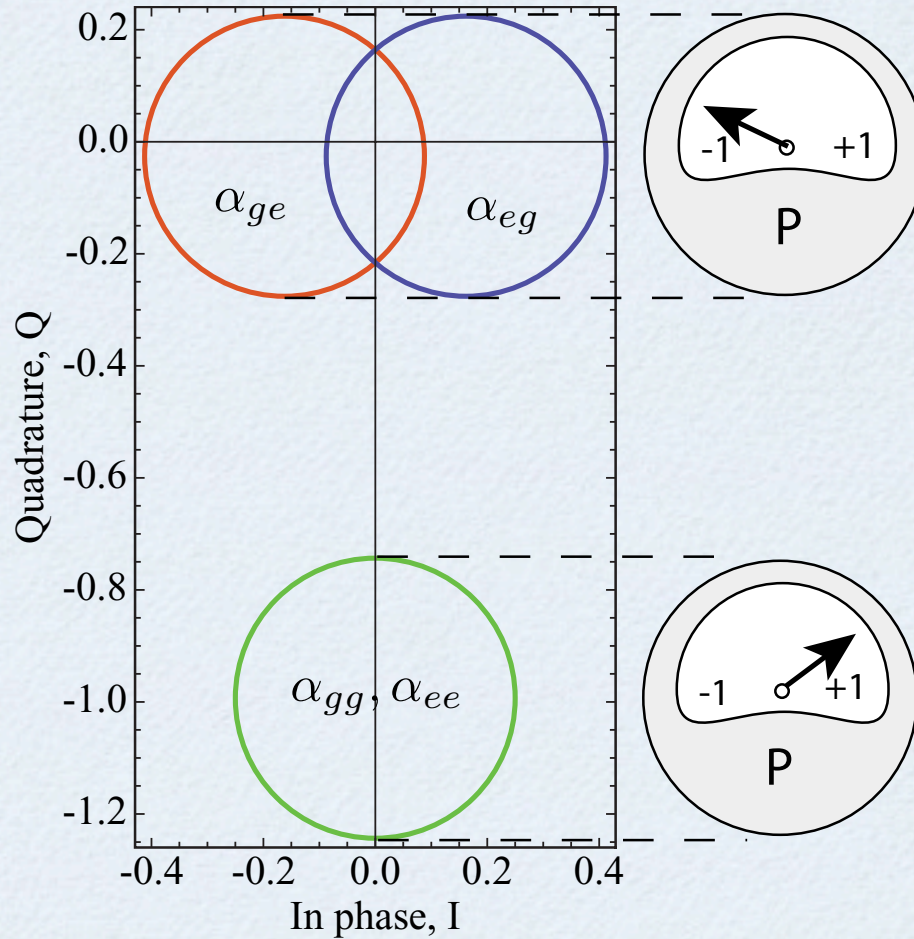 0.2
0.0
-0.2
-0.4
-0.6
-0.8
-1.0
-1.2
Quadrature, Q
α_ge
α_eg
α_gg, α_ee
-0.4 -0.2 0.0 0.2 0.4
In phase, I
-1 +1
P
-1 +1
P